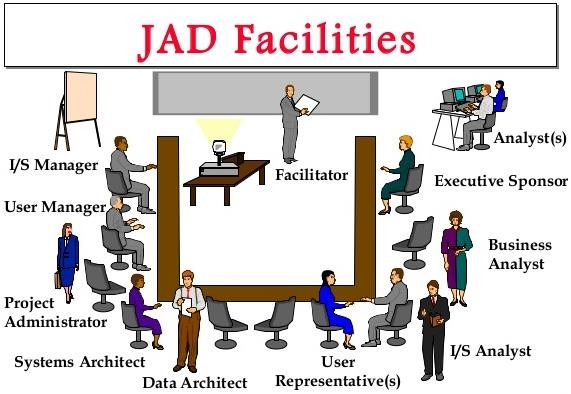 JAD Facilities
Analyst(s)
I/S Manager
Facilitator
Executive Sponsor
User Manager
Business
Analyst
Project
Administrator
I/S Analyst
Systems Architect
User
Representative(s)
Data Architect